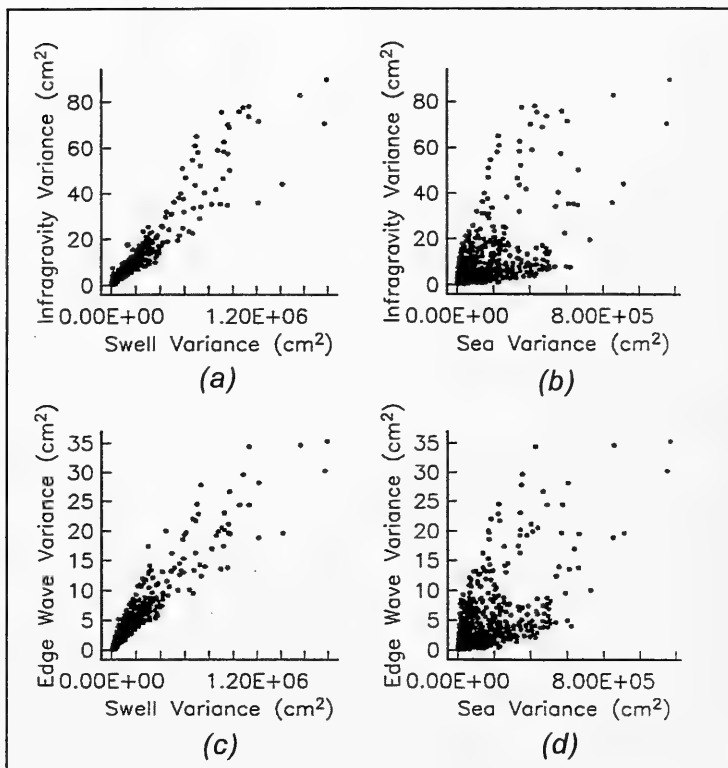 Infragravity Variance (cm²)
80
60
40
20
0
0.00E+00 1.20E+06
Swell Variance (cm²)
(a)
Infragravity Variance (cm²)
80
60
40
20
0
0.00E+00 8.00E+05
Sea Variance (cm²)
(b)
Edge Wave Variance (cm²)
35
30
25
20
15
10
5
0
0.00E+00 1.20E+06
Swell Variance (cm²)
(c)
Edge Wave Variance (cm²)
35
30
25
20
15
10
5
0
0.00E+00 8.00E+05
Sea Variance (cm²)
(d)